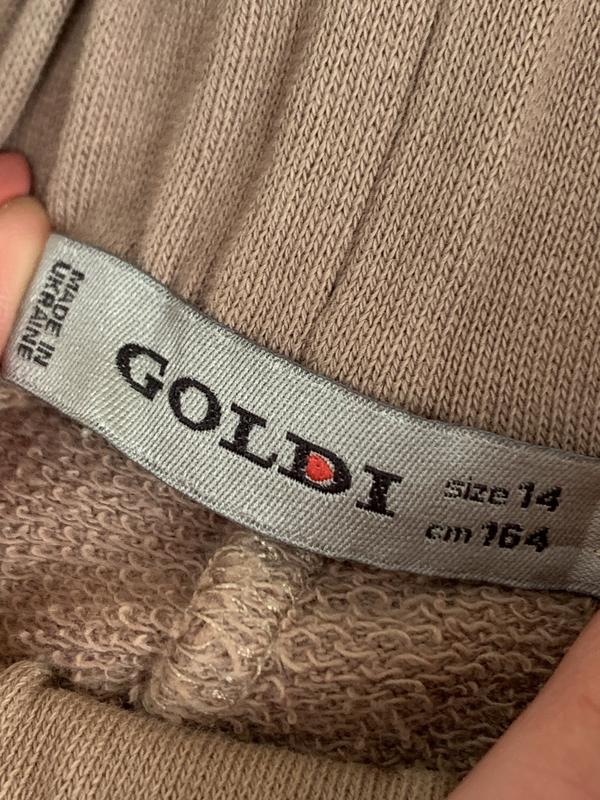 MADE IN
UKRAINE
GOLDI
size 14
cm 164